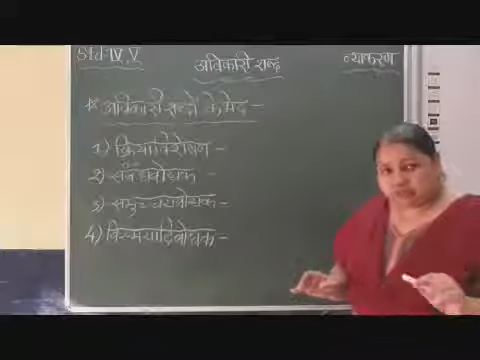 Std-IV, V
अविकारी शब्द
व्याकरण
* अविकारी शब्दों के भेद -
1) क्रियाविशेषण -
2) संबंधबोधक -
3) समुच्चयबोधक -
4) विस्मयादिबोधक -